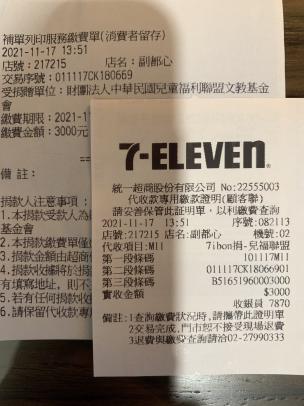 補單列印服務繳費單(消費者留存)
2021-11-17 13:51
店號:217215 店名:副都心
交易序號:011117CK180669
受捐贈單位:財團法人中華民國兒童福利聯盟文教基金
會
繳費期限:2021-1
繳費金額:3000元
備註:
捐款人注意事項:
1.本捐款受款人為
基金會
2.本捐款繳費單僅
3.捐款金額由超商
4.捐款收據將於捐
有填寫地址,則不
5.若有任何捐款收
6.請保留代收款專
7-ELEVEN
統一超商股份有限公司 No:22555003
代收款專用繳款證明(顧客聯)
請妥善保管此証明單,以利繳費查詢
2021-11-17 13:51 序號:082113
店號:217215 店名:副都心 機號:02
代收項目:M11 7ibon捐-兒福聯盟
第一段條碼 101117M11
第二段條碼 011117CK18066901
第三段條碼 B51651960003000
實收金額 $3000
收銀員 7870
備註:1查詢繳費狀況時,請攜帶此證明單
2交易完成,門市恕不接受現場退費
3退費與繳費查詢請洽02-27990333